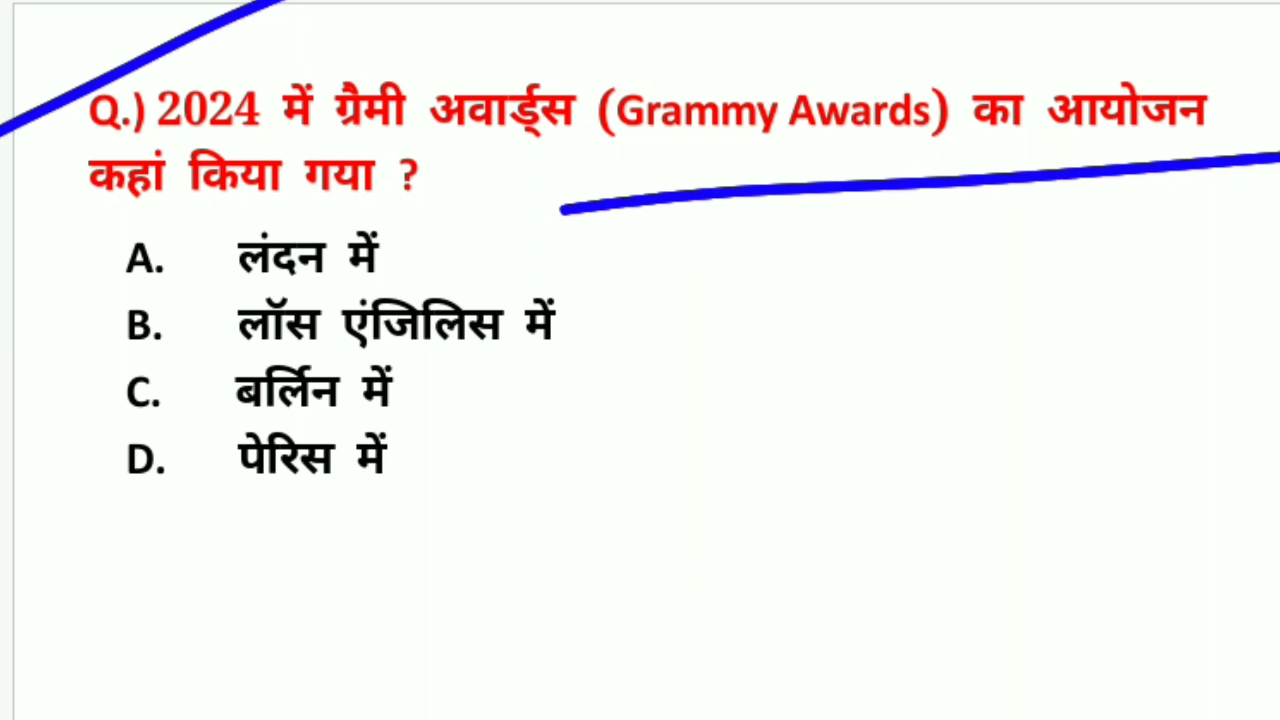 Q.) 2024 में ग्रैमी अवार्ड्स (Grammy Awards) का आयोजन
कहां किया गया ?
A. लंदन में
B. लॉस एंजिलिस में
C. बर्लिन में
D. पेरिस में